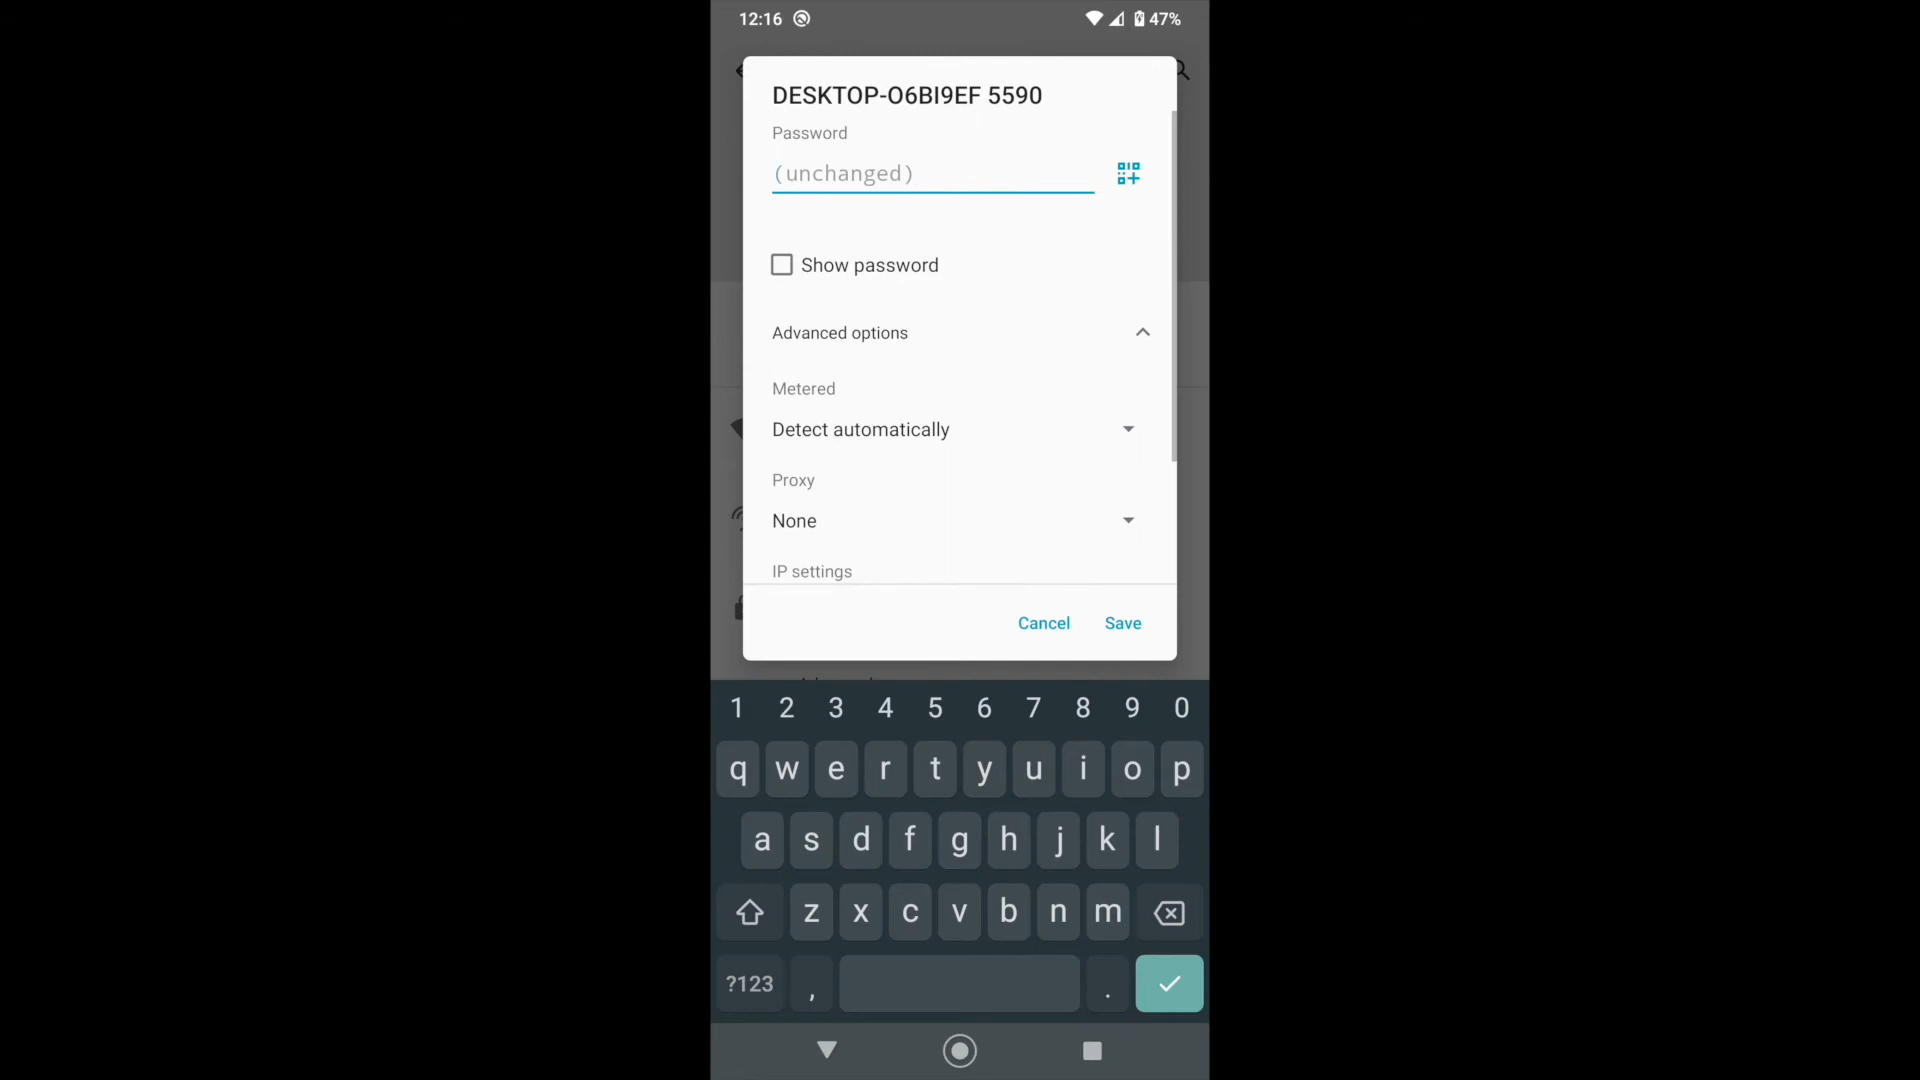 12:16 47%
DESKTOP-O6BI9EF 5590
Password
(unchanged)
Show password
Advanced options
Metered
Detect automatically
Proxy
None
IP settings
Cancel Save
1 2 3 4 5 6 7 8 9 0
q w e r t y u i o p
a s d f g h j k l
z x c v b n m
?123 , .